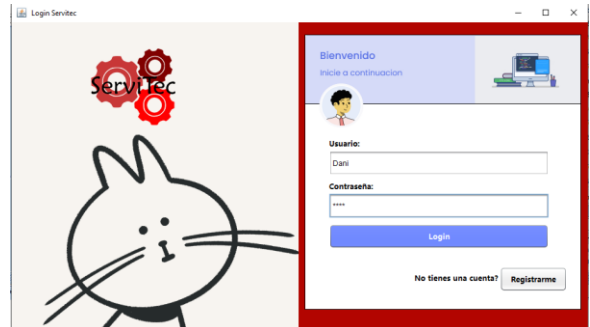 Login Servitec
ServiTec
Bienvenido
Inicie a continuacion
Usuario:
Dani
Contraseña:
****
Login
No tienes una cuenta? Registrarme